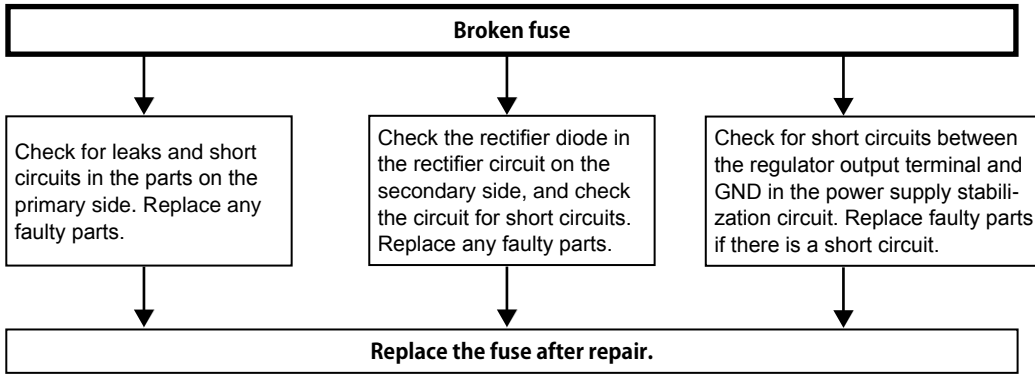 Broken fuse
Check for leaks and short
circuits in the parts on the
primary side. Replace any
faulty parts.
Check the rectifier diode in
the rectifier circuit on the
secondary side, and check
the circuit for short circuits.
Replace any faulty parts.
Check for short circuits between
the regulator output terminal and
GND in the power supply stabili-
zation circuit. Replace faulty parts
if there is a short circuit.
Replace the fuse after repair.